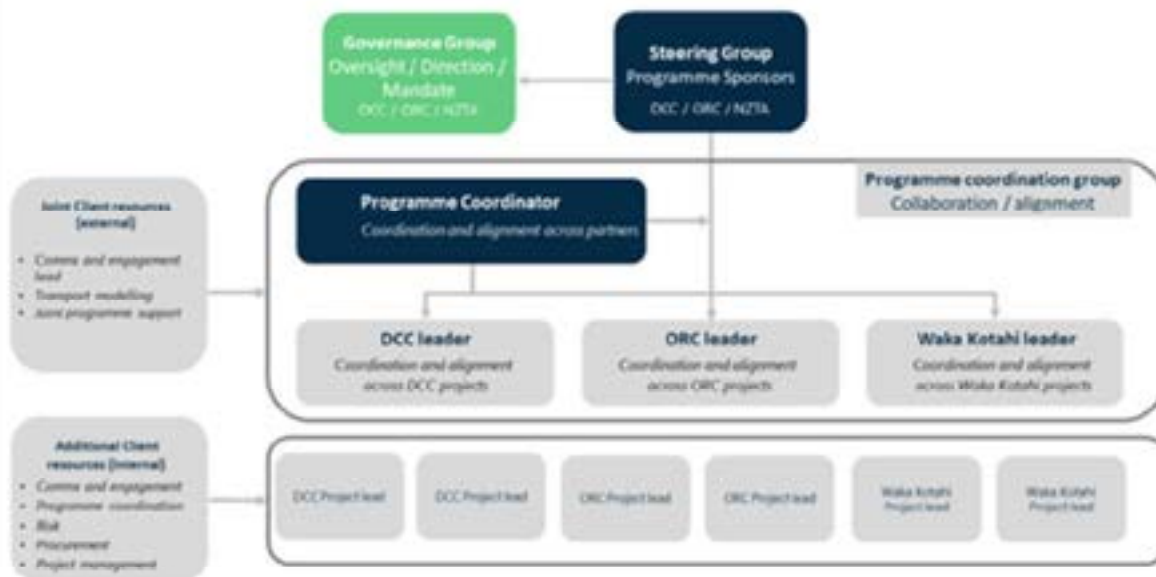 Governance Group
Oversight / Direction /
Mandate
DCC / ORC / NZTA
Steering Group
Programme Sponsors
DCC / ORC / NZTA
Joint Client resources
(external)
• Comms and engagement
lead
• Transport modelling
• Joint programme support
Programme coordination group
Collaboration / alignment
Programme Coordinator
Coordination and alignment across partners
DCC leader
Coordination and alignment
across DCC projects
ORC leader
Coordination and alignment
across ORC projects
Waka Kotahi leader
Coordination and alignment
across Waka Kotahi projects
Additional Client
resources (internal)
• Comms and engagement
• Programme coordination
• Risk
• Procurement
• Project management
DCC Project lead
DCC Project lead
ORC Project lead
ORC Project lead
Waka Kotahi
Project lead
Waka Kotahi
Project lead